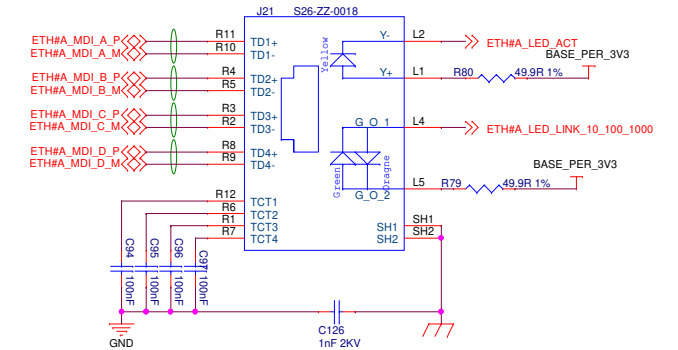 J21 S26-ZZ-0018
ETH#A_MDI_A_P R11 TD1+
ETH#A_MDI_A_M R10 TD1-
ETH#A_MDI_B_P R4 TD2+
ETH#A_MDI_B_M R5 TD2-
ETH#A_MDI_C_P R3 TD3+
ETH#A_MDI_C_M R2 TD3-
ETH#A_MDI_D_P R8 TD4+
ETH#A_MDI_D_M R9 TD4-
R12 TCT1
R6 TCT2
R1 TCT3
R7 TCT4
Yellow
Y- L2 ETH#A_LED_ACT
Y+ L1 R80 49.9R 1%
BASE_PER_3V3
G_O_1 L4 ETH#A_LED_LINK_10_100_1000
Green
Oragne
BASE_PER_3V3
G_O_2 L5 R79 49.9R 1%
SH1 SH1
SH2 SH2
C94 100nF
C95 100nF
C96 100nF
C97 100nF
GND
C126
1nF 2KV